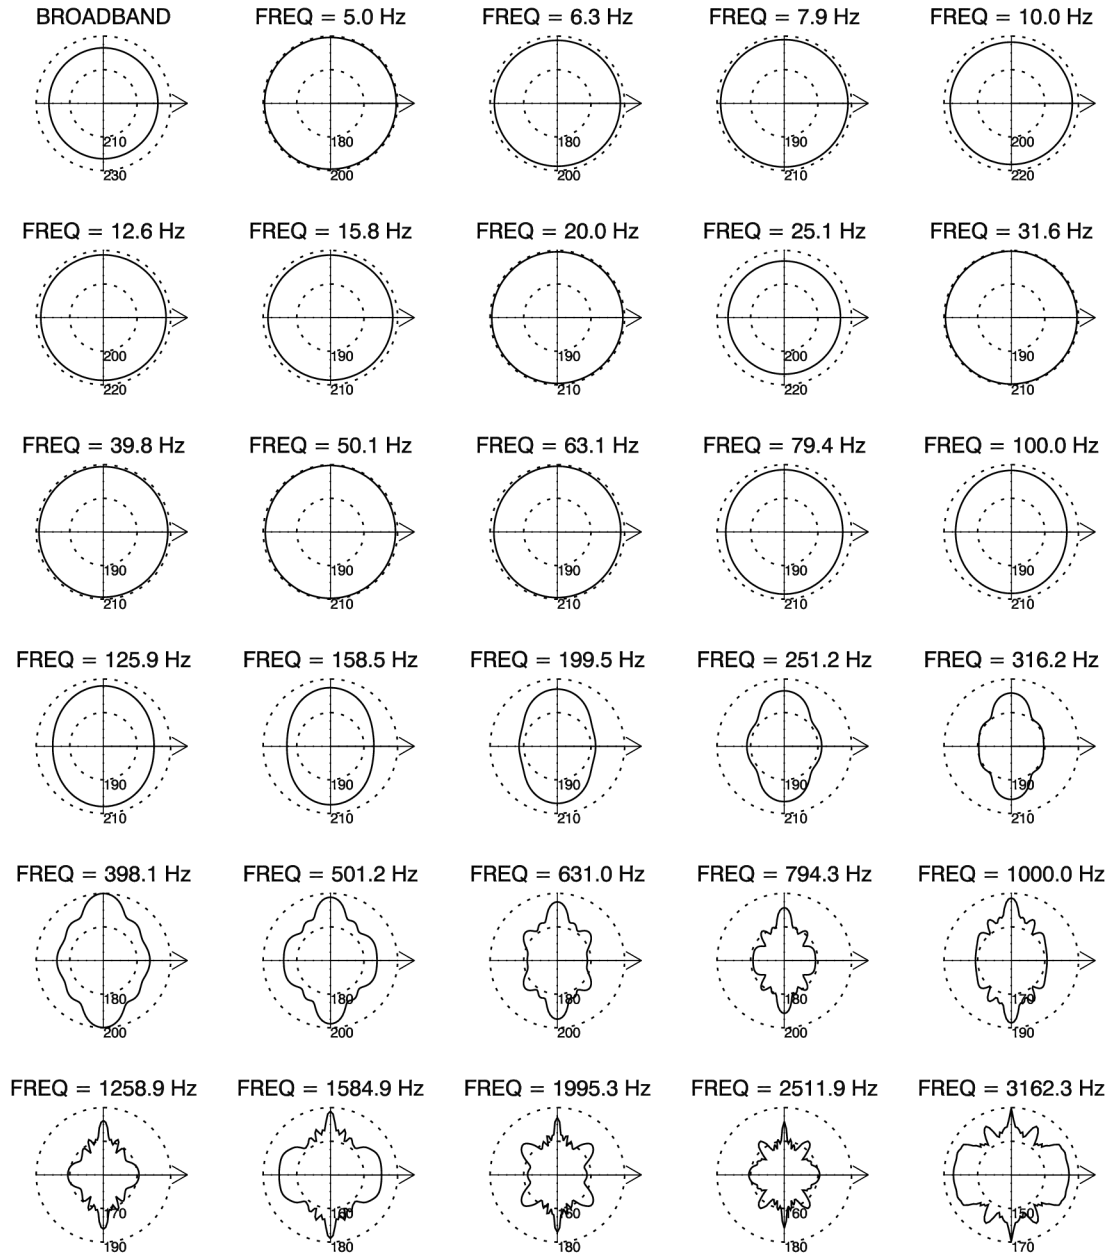 BROADBAND FREQ = 5.0 Hz FREQ = 6.3 Hz FREQ = 7.9 Hz FREQ = 10.0 Hz
210 180 180 190 200
230 200 200 210 220
FREQ = 12.6 Hz FREQ = 15.8 Hz FREQ = 20.0 Hz FREQ = 25.1 Hz FREQ = 31.6 Hz
200 190 190 200 190
220 210 210 220 210
FREQ = 39.8 Hz FREQ = 50.1 Hz FREQ = 63.1 Hz FREQ = 79.4 Hz FREQ = 100.0 Hz
190 190 190 190 190
210 210 210 210 210
FREQ = 125.9 Hz FREQ = 158.5 Hz FREQ = 199.5 Hz FREQ = 251.2 Hz FREQ = 316.2 Hz
190 190 190 190 190
210 210 210 210 210
FREQ = 398.1 Hz FREQ = 501.2 Hz FREQ = 631.0 Hz FREQ = 794.3 Hz FREQ = 1000.0 Hz
180 180 180 180 170
200 200 200 200 190
FREQ = 1258.9 Hz FREQ = 1584.9 Hz FREQ = 1995.3 Hz FREQ = 2511.9 Hz FREQ = 3162.3 Hz
170 160 160 160 150
190 180 180 180 170